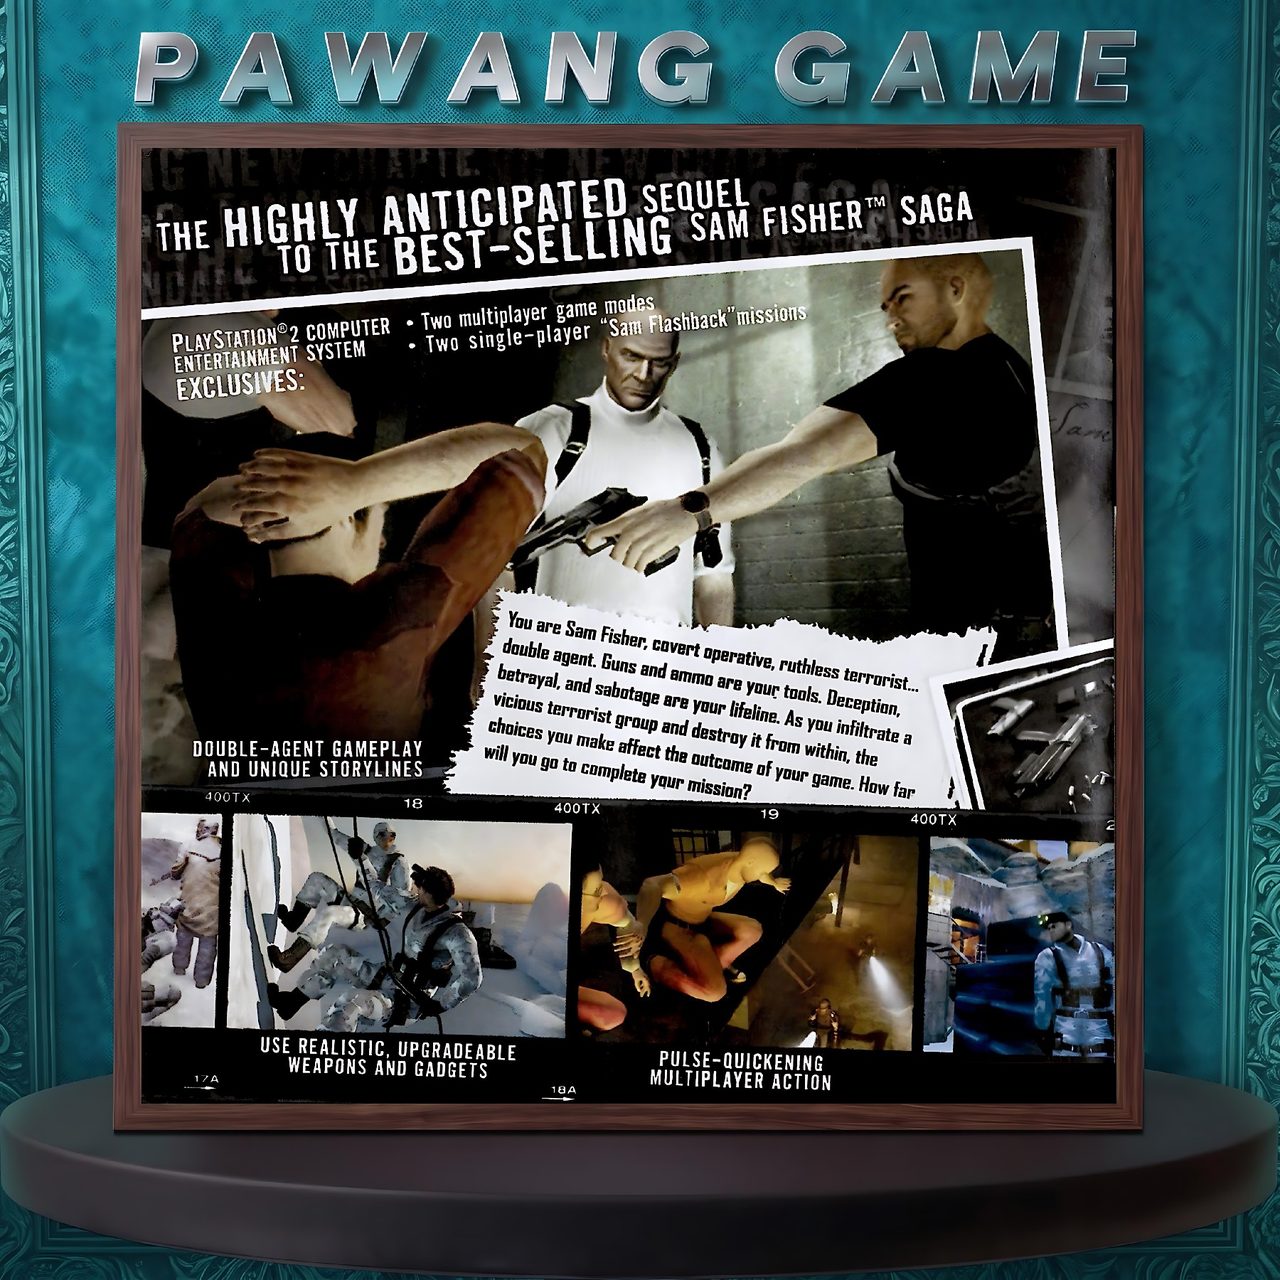 PAWANG GAME
THE HIGHLY ANTICIPATED SEQUEL
TO THE BEST-SELLING SAM FISHER™ SAGA
PLAYSTATION®2 COMPUTER
ENTERTAINMENT SYSTEM
EXCLUSIVES:
• Two multiplayer game modes
• Two single-player "Sam Flashback" missions
You are Sam Fisher, covert operative, ruthless terrorist...
double agent. Guns and ammo are your tools. Deception,
betrayal, and sabotage are your lifeline. As you infiltrate a
vicious terrorist group and destroy it from within, the
choices you make affect the outcome of your game. How far
will you go to complete your mission?
DOUBLE-AGENT GAMEPLAY
AND UNIQUE STORYLINES
400TX 18 400TX 19 400TX 2
USE REALISTIC, UPGRADEABLE
WEAPONS AND GADGETS
PULSE-QUICKENING
MULTIPLAYER ACTION
17A 18A